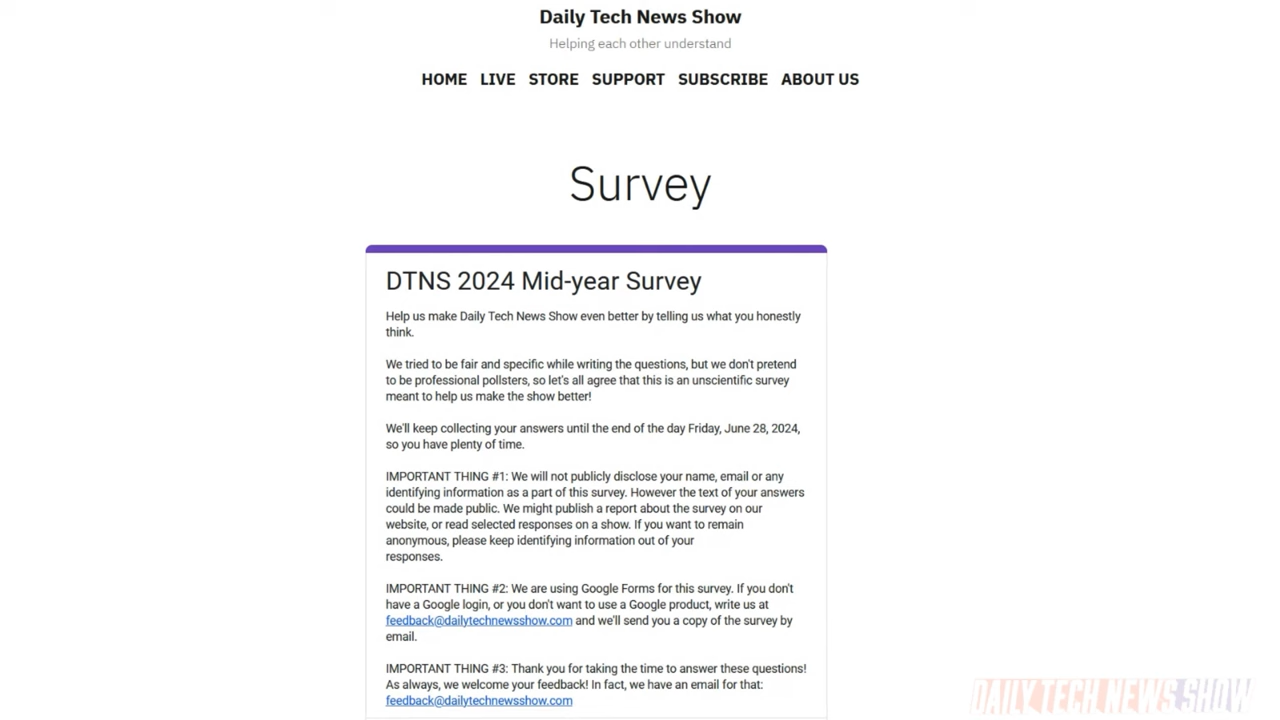 Daily Tech News Show
Helping each other understand
HOME LIVE STORE SUPPORT SUBSCRIBE ABOUT US
Survey
DTNS 2024 Mid-year Survey
Help us make Daily Tech News Show even better by telling us what you honestly
think.
We tried to be fair and specific while writing the questions, but we don't pretend
to be professional pollsters, so let's all agree that this is an unscientific survey
meant to help us make the show better!
We'll keep collecting your answers until the end of the day Friday, June 28, 2024,
so you have plenty of time.
IMPORTANT THING #1: We will not publicly disclose your name, email or any
identifying information as a part of this survey. However the text of your answers
could be made public. We might publish a report about the survey on our
website, or read selected responses on a show. If you want to remain
anonymous, please keep identifying information out of your
responses.
IMPORTANT THING #2: We are using Google Forms for this survey. If you don't
have a Google login, or you don't want to use a Google product, write us at
feedback@dailytechnewsshow.com and we'll send you a copy of the survey by
email.
IMPORTANT THING #3: Thank you for taking the time to answer these questions!
As always, we welcome your feedback! In fact, we have an email for that:
feedback@dailytechnewsshow.com
DAILY TECH NEWS SHOW